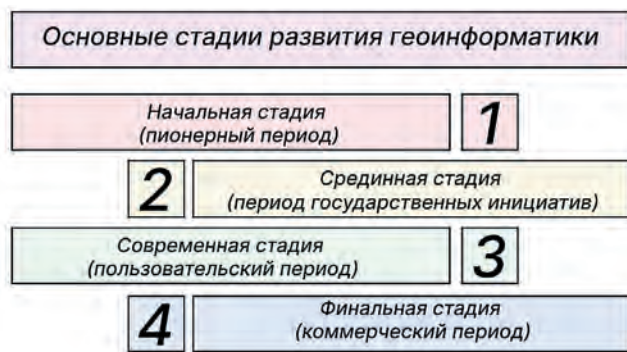 Основные стадии развития геоинформатики
Начальная стадия
(пионерный период)
1
2
Срединная стадия
(период государственных инициатив)
Современная стадия
(пользовательский период)
3
4
Финальная стадия
(коммерческий период)